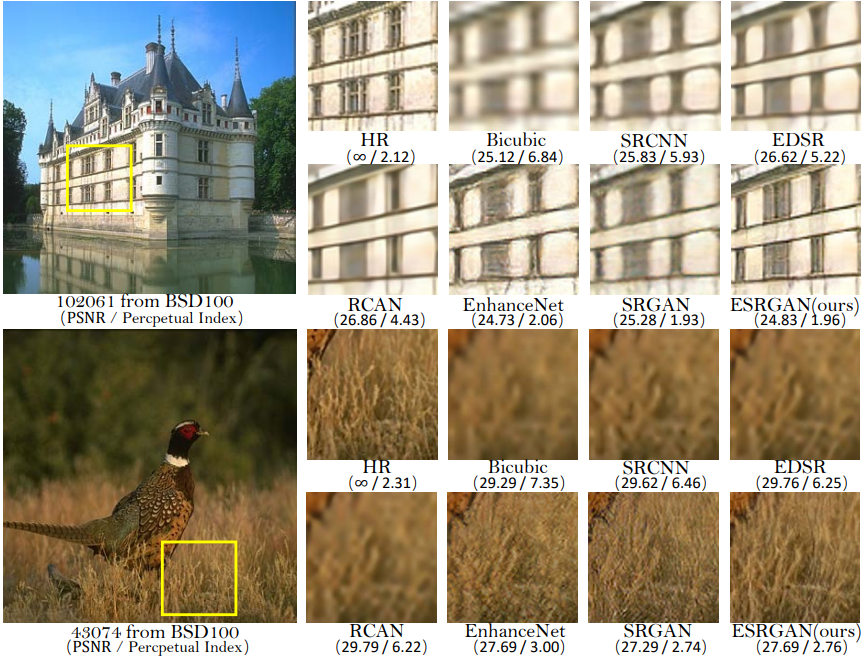 HR
(∞ / 2.12)
Bicubic
(25.12 / 6.84)
SRCNN
(25.83 / 5.93)
EDSR
(26.62 / 5.22)
102061 from BSD100
(PSNR / Percpetual Index)
RCAN
(26.86 / 4.43)
EnhanceNet
(24.73 / 2.06)
SRGAN
(25.28 / 1.93)
ESRGAN(ours)
(24.83 / 1.96)
HR
(∞ / 2.31)
Bicubic
(29.29 / 7.35)
SRCNN
(29.62 / 6.46)
EDSR
(29.76 / 6.25)
43074 from BSD100
(PSNR / Percpetual Index)
RCAN
(29.79 / 6.22)
EnhanceNet
(27.69 / 3.00)
SRGAN
(27.29 / 2.74)
ESRGAN(ours)
(27.69 / 2.76)